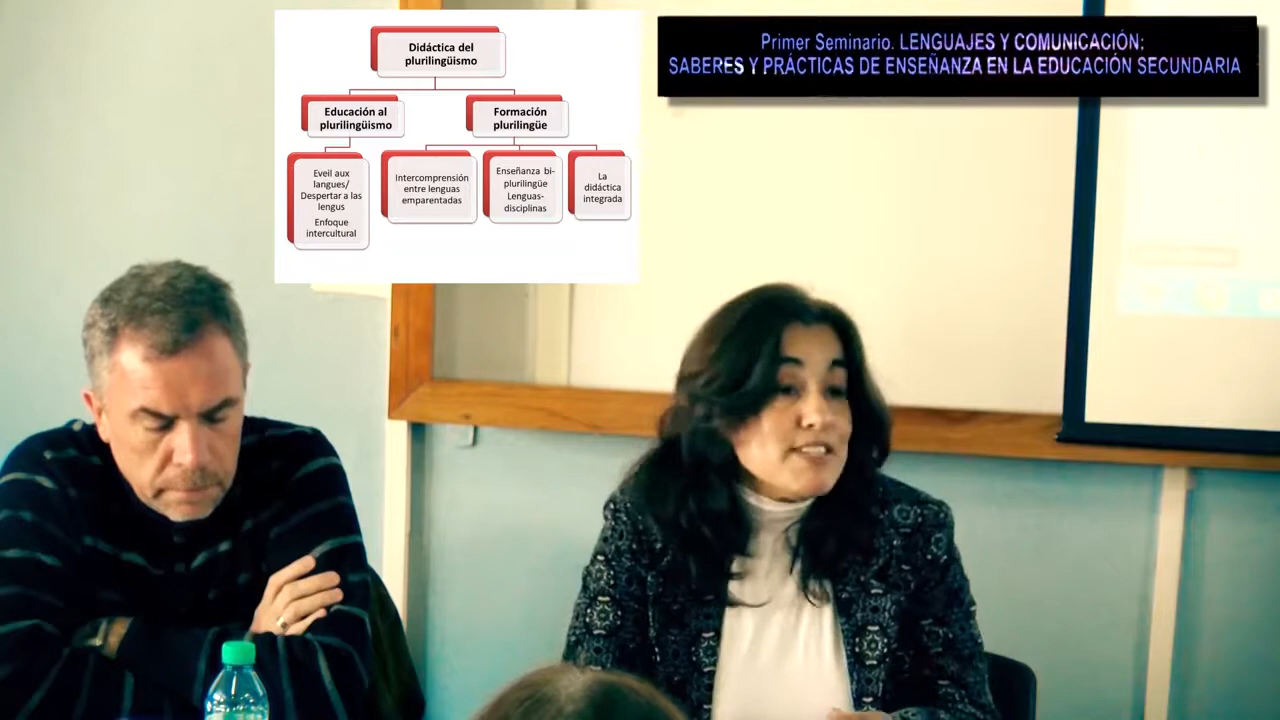 Didáctica del
plurilingüismo
Educación al
plurilingüismo
Formación
plurilingüe
Eveil aux
langues/
Despertar a las
lengus
Enfoque
intercultural
Intercomprensión
entre lenguas
emparentadas
Enseñanza bi-
plurilingüe
Lenguas-
disciplinas
La
didáctica
integrada
Primer Seminario. LENGUAJES Y COMUNICACIÓN:
SABERES Y PRÁCTICAS DE ENSEÑANZA EN LA EDUCACIÓN SECUNDARIA